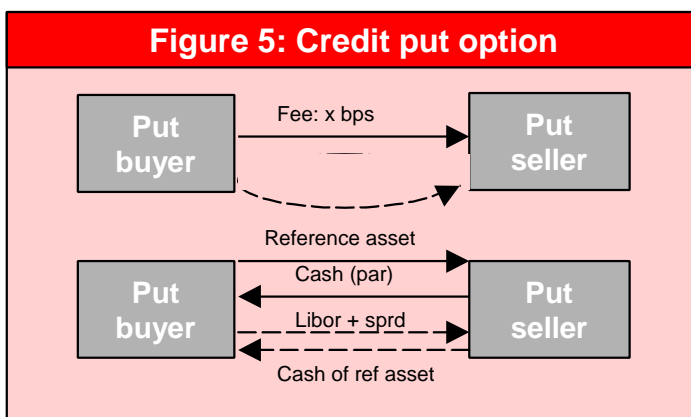 Figure 5: Credit put option
Put
buyer
Fee: x bps
Put
seller
Reference asset
Cash (par)
Put
buyer
Libor + sprd
Put
seller
Cash of ref asset